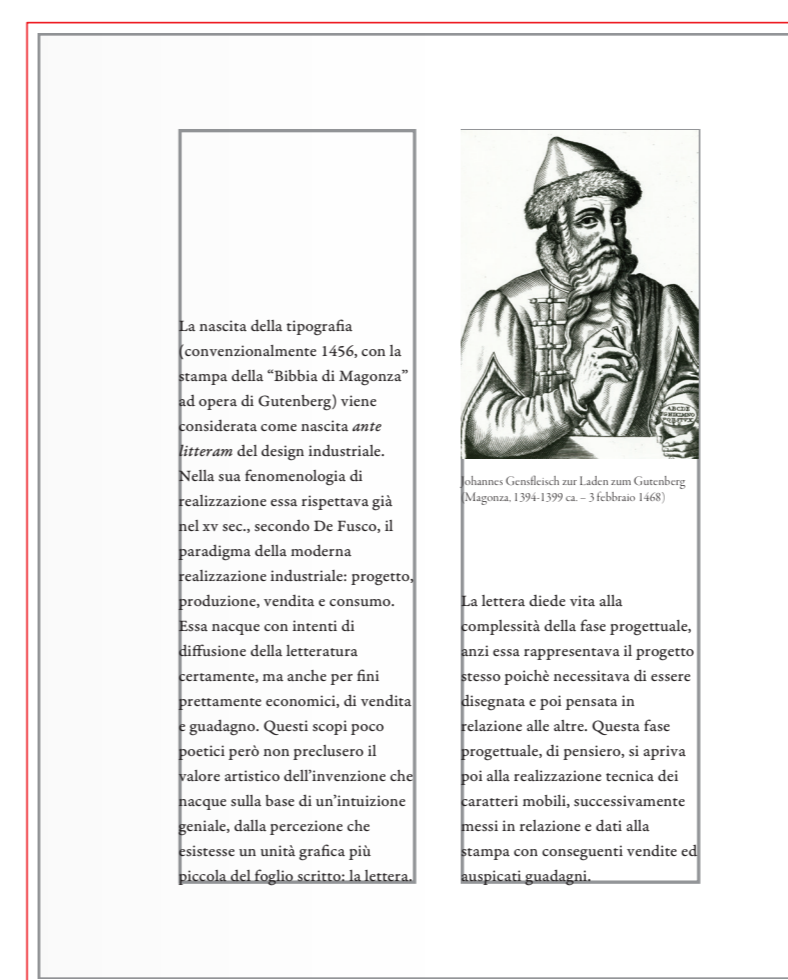 La nascita della tipografia
(convenzionalmente 1456, con la
stampa della “Bibbia di Magonza”
ad opera di Gutenberg) viene
considerata come nascita ante
litteram del design industriale.
Nella sua fenomenologia di
realizzazione essa rispettava già
nel xv sec., secondo De Fusco, il
paradigma della moderna
realizzazione industriale: progetto,
produzione, vendita e consumo.
Essa nacque con intenti di
diffusione della letteratura
certamente, ma anche per fini
prettamente economici, di vendita
e guadagno. Questi scopi poco
poetici però non preclusero il
valore artistico dell’invenzione che
nacque sulla base di un’intuizione
geniale, dalla percezione che
esistesse un unità grafica più
piccola del foglio scritto: la lettera.
ABCDE
Johannes Gensfleisch zur Laden zum Gutenberg
(Magonza, 1394-1399 ca. – 3 febbraio 1468)
La lettera diede vita alla
complessità della fase progettuale,
anzi essa rappresentava il progetto
stesso poichè necessitava di essere
disegnata e poi pensata in
relazione alle altre. Questa fase
progettuale, di pensiero, si apriva
poi alla realizzazione tecnica dei
caratteri mobili, successivamente
messi in relazione e dati alla
stampa con conseguenti vendite ed
auspicati guadagni.